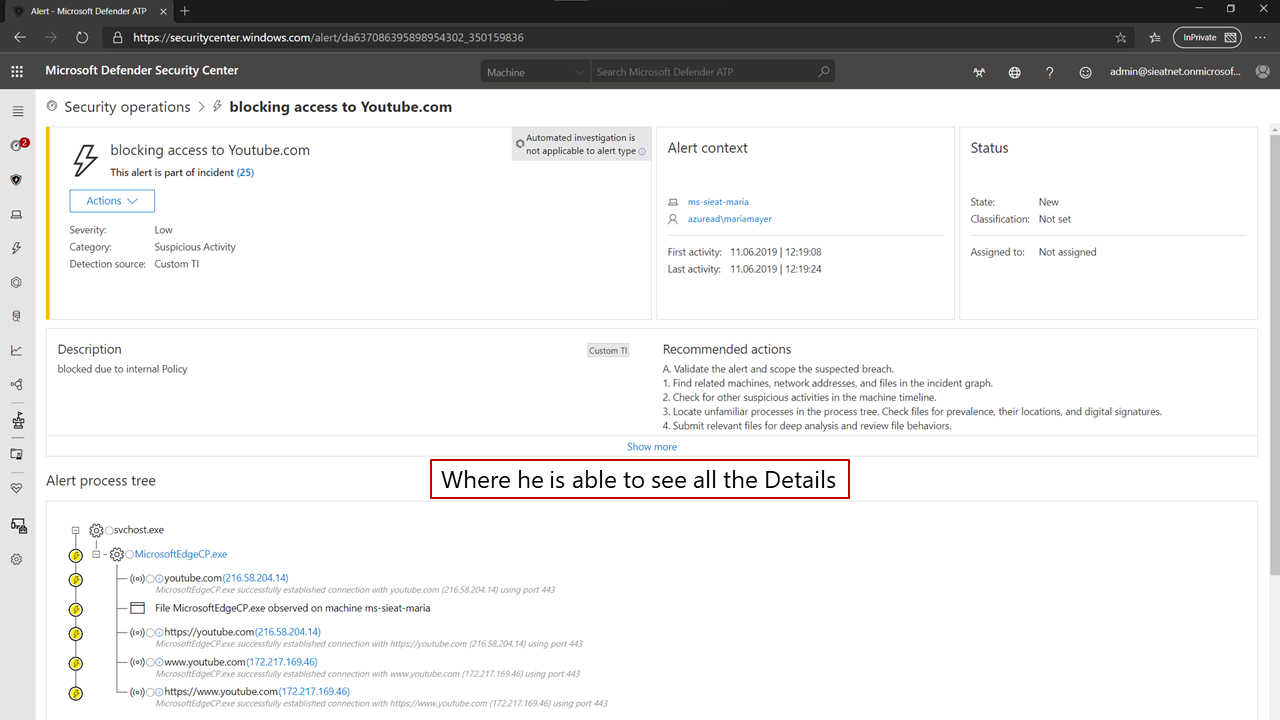 Alert - Microsoft Defender ATP
https://securitycenter.windows.com/alert/da637086395898954302_350159836
InPrivate
Microsoft Defender Security Center
Machine
Search Microsoft Defender ATP
admin@sieatnet.onmicrosof...
Security operations > blocking access to Youtube.com
2
blocking access to Youtube.com
This alert is part of incident (25)
Automated investigation is
not applicable to alert type
Actions
Severity: Low
Category: Suspicious Activity
Detection source: Custom TI
Alert context
ms-sieat-maria
azuread\mariamayer
First activity: 11.06.2019 | 12:19:08
Last activity: 11.06.2019 | 12:19:24
Status
State: New
Classification: Not set
Assigned to: Not assigned
Description
Custom TI
blocked due to internal Policy
Recommended actions
A. Validate the alert and scope the suspected breach.
1. Find related machines, network addresses, and files in the incident graph.
2. Check for other suspicious activities in the machine timeline.
3. Locate unfamiliar processes in the process tree. Check files for prevalence, their locations, and digital signatures.
4. Submit relevant files for deep analysis and review file behaviors.
Show more
Where he is able to see all the Details
Alert process tree
svchost.exe
MicrosoftEdgeCP.exe
youtube.com(216.58.204.14)
MicrosoftEdgeCP.exe successfully established connection with youtube.com (216.58.204.14) using port 443
File MicrosoftEdgeCP.exe observed on machine ms-sieat-maria
https://youtube.com(216.58.204.14)
MicrosoftEdgeCP.exe successfully established connection with https://youtube.com (216.58.204.14) using port 443
www.youtube.com(172.217.169.46)
MicrosoftEdgeCP.exe successfully established connection with www.youtube.com (172.217.169.46) using port 443
https://www.youtube.com(172.217.169.46)
MicrosoftEdgeCP.exe successfully established connection with https://www.youtube.com (172.217.169.46) using port 443